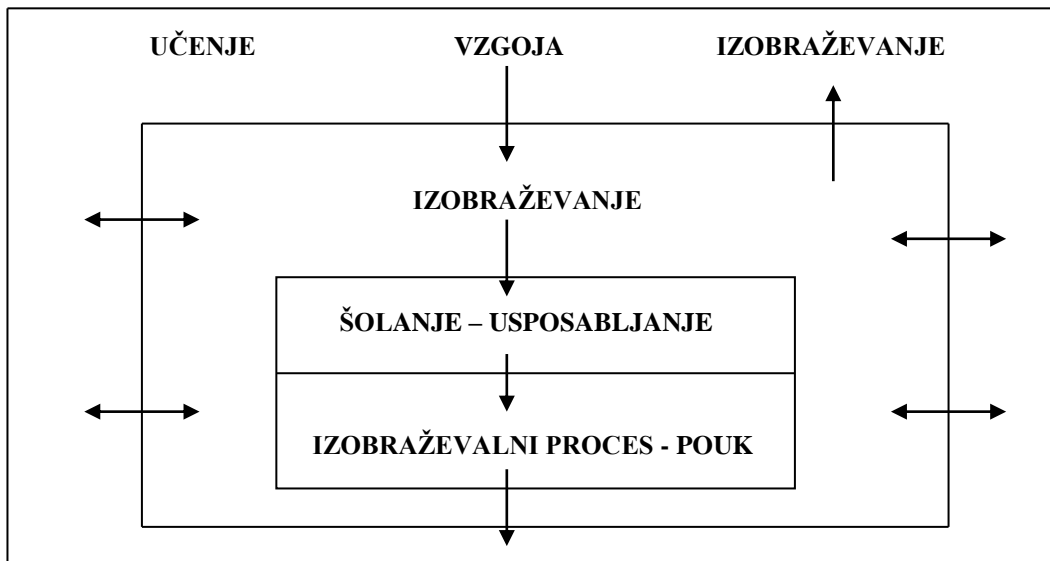 UČENJE VZGOJA IZOBRAŽEVANJE
IZOBRAŽEVANJE
ŠOLANJE – USPOSABLJANJE
IZOBRAŽEVALNI PROCES - POUK